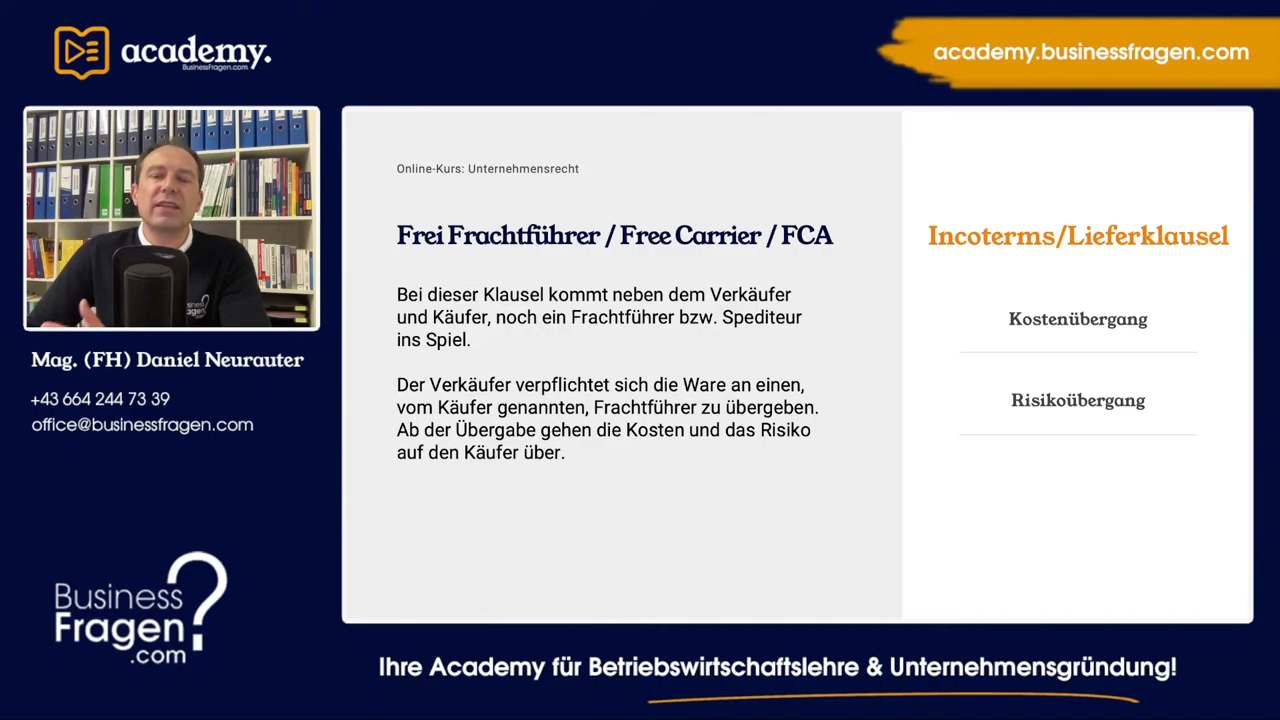 academy.
BusinessFragen.com
academy.businessfragen.com
Online-Kurs: Unternehmensrecht
Frei Frachtführer / Free Carrier / FCA
Bei dieser Klausel kommt neben dem Verkäufer
und Käufer, noch ein Frachtführer bzw. Spediteur
ins Spiel.
Der Verkäufer verpflichtet sich die Ware an einen,
vom Käufer genannten, Frachtführer zu übergeben.
Ab der Übergabe gehen die Kosten und das Risiko
auf den Käufer über.
Incoterms/Lieferklausel
Kostenübergang
Risikoübergang
Mag. (FH) Daniel Neurauter
+43 664 244 73 39
office@businessfragen.com
Business
Fragen?
.com
Ihre Academy für Betriebswirtschaftslehre & Unternehmensgründung!